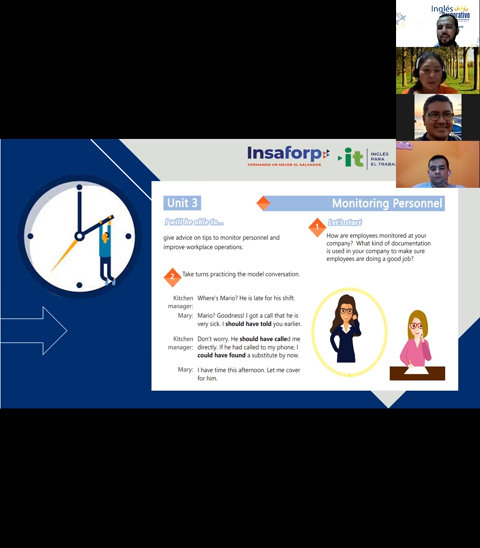 Inglés
Corporativo
Insaforp
FORMANDO UN MEJOR EL SALVADOR
it
INGLÉS
PARA
EL TRABA
Unit 3
Monitoring Personnel
I will be able to...
give advice on tips to monitor personnel and
improve workplace operations.
1
Let's start
How are employees monitored at your
company? What kind of documentation
is used in your company to make sure
employees are doing a good job?
2
Take turns practicing the model conversation.
Kitchen manager: Where's Mario? He is late for his shift.
Mary: Mario? Goodness! I got a call that he is
very sick. I should have told you earlier.
Kitchen manager: Don't worry. He should have called me
directly. If he had called to my phone, I
could have found a substitute by now.
Mary: I have time this afternoon. Let me cover
for him.